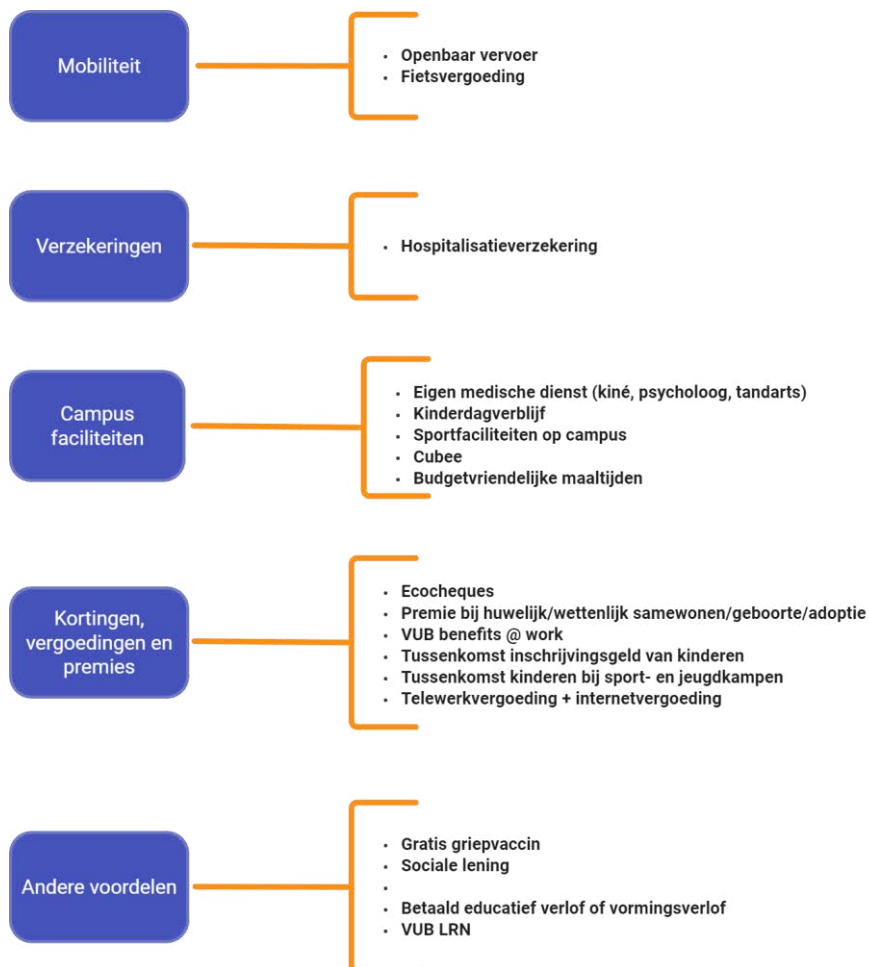 Mobiliteit
• Openbaar vervoer
• Fietsvergoeding
Verzekeringen
• Hospitalisatieverzekering
Campus
faciliteiten
• Eigen medische dienst (kiné, psycholoog, tandarts)
• Kinderdagverblijf
• Sportfaciliteiten op campus
• Cubee
• Budgetvriendelijke maaltijden
Kortingen,
vergoedingen en
premies
• Ecocheques
• Premie bij huwelijk/wettenlijk samewonen/geboorte/adoptie
• VUB benefits @ work
• Tussenkomst inschrijvingsgeld van kinderen
• Tussenkomst kinderen bij sport- en jeugdkampen
• Telewerkvergoeding + internetvergoeding
Andere voordelen
• Gratis griepvaccin
• Sociale lening
•
• Betaald educatief verlof of vormingsverlof
• VUB LRN